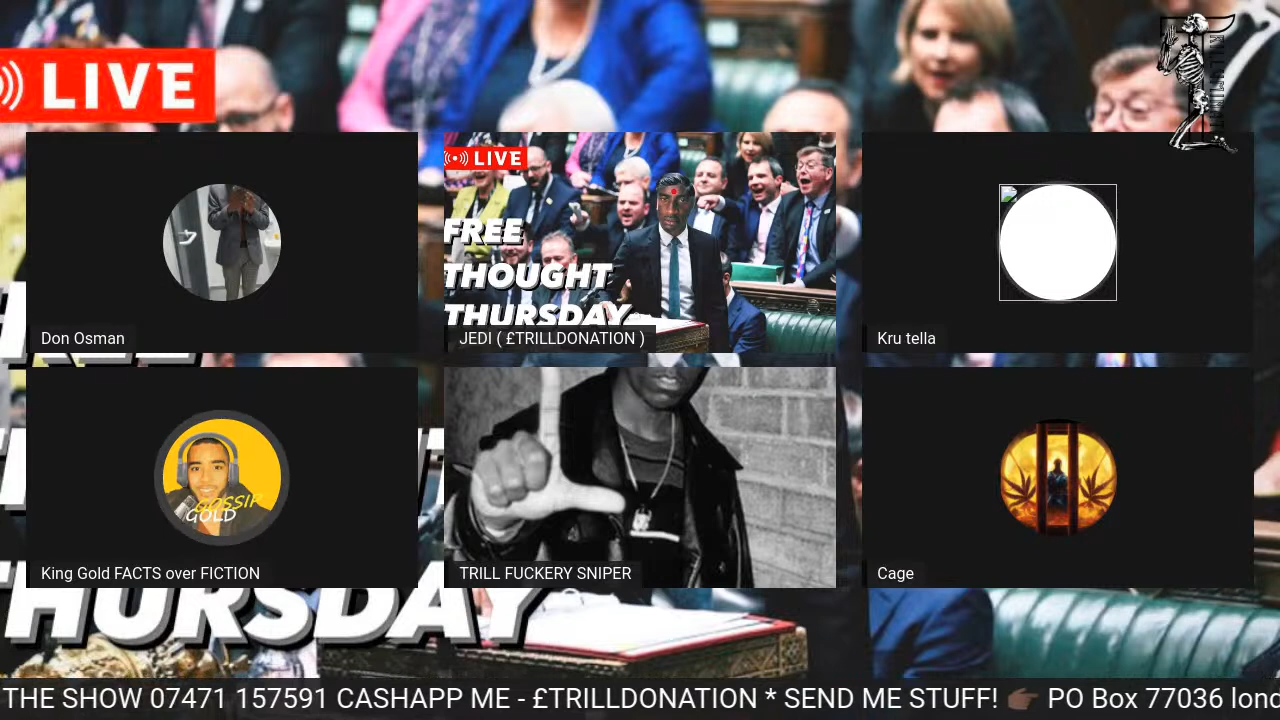 LIVE
LIVE
FREE
THOUGHT
THURSDAY
Don Osman
JEDI ( £TRILLDONATION )
Kru tella
GOSSIP
GOLD
King Gold FACTS over FICTION
TRILL FUCKERY SNIPER
Cage
HURSDAY
THE SHOW 07471 157591 CASHAPP ME - £TRILLDONATION * SEND ME STUFF! 👉🏾 PO Box 77036 lond